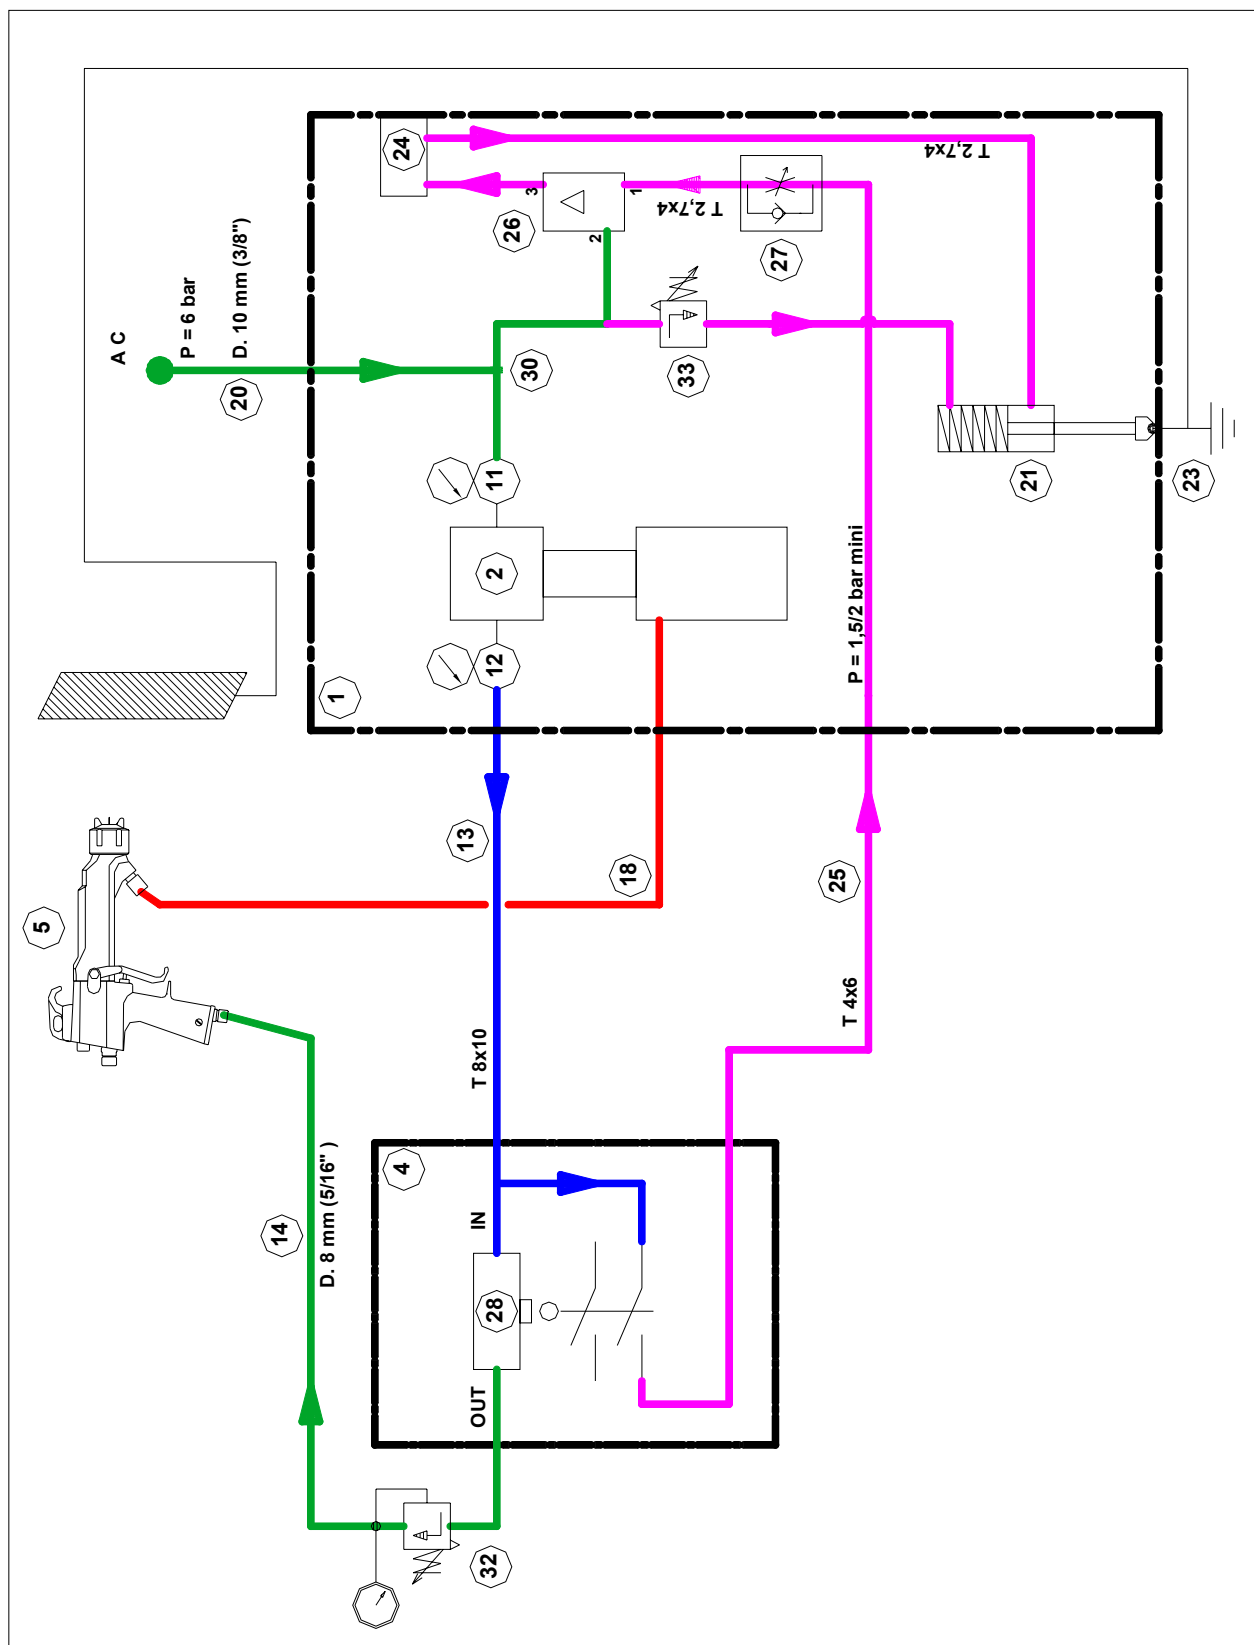 A C
P = 6 bar
D. 10 mm (3/8")
20
24
T 2,7x4
3
26
2
1
T 2,7x4
27
30
33
11
2
12
1
21
23
P = 1,5/2 bar mini
13
18
25
5
T 8x10
T 4x6
4
14
D. 8 mm (5/16" )
IN
28
OUT
32